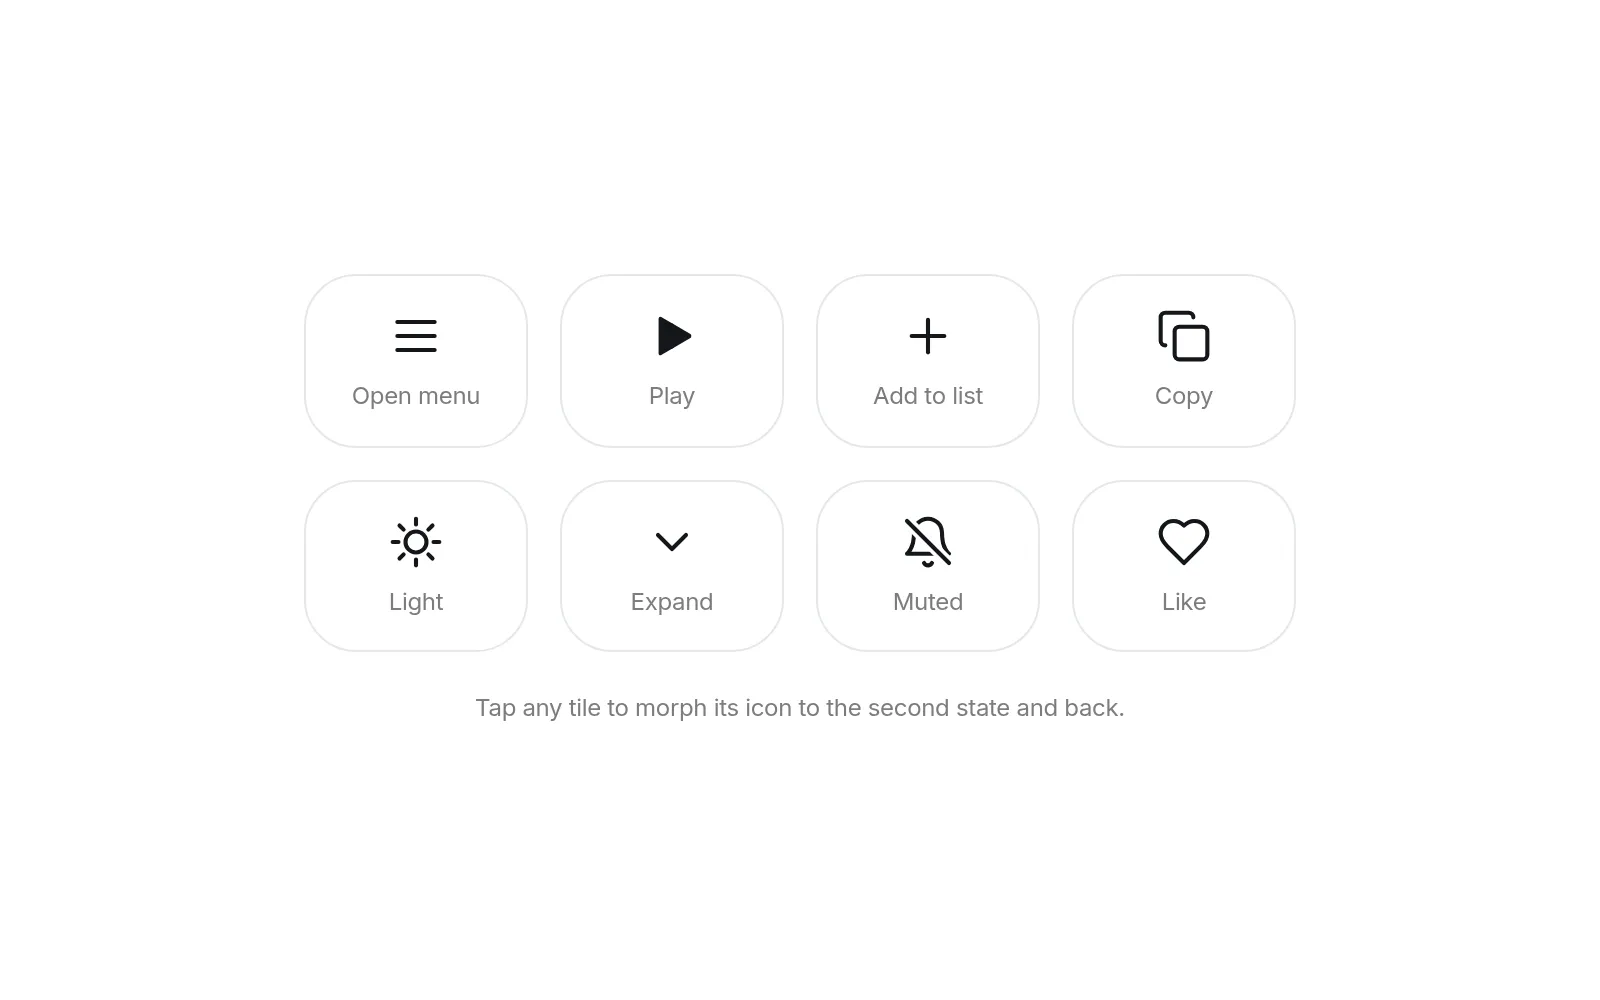 Open menu
Play
Add to list
Copy
Light
Expand
Muted
Like
Tap any tile to morph its icon to the second state and back.